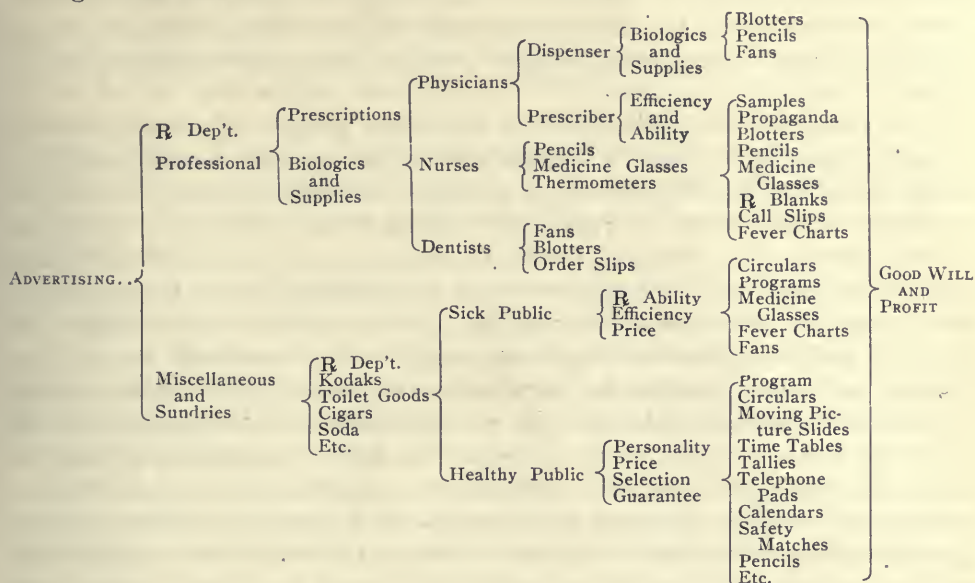 Blotters
Pencils
Fans
Biologics
and
Supplies
Dispenser
Physicians
Prescriber
Efficiency
and
Ability
Samples
Propaganda
Blotters
Pencils
Medicine
Glasses
℞ Blanks
Call Slips
Fever Charts
℞ Dep't.
Professional
Prescriptions
Biologics
and
Supplies
Nurses
Pencils
Medicine Glasses
Thermometers
Dentists
Fans
Blotters
Order Slips
ADVERTISING..
GOOD WILL
AND
PROFIT
Sick Public
℞ Ability
Efficiency
Price
Circulars
Programs
Medicine
Glasses
Fever Charts
Fans
Miscellaneous
and
Sundries
℞ Dep't.
Kodaks
Toilet Goods
Cigars
Soda
Etc.
Healthy Public
Personality
Price
Selection
Guarantee
Program
Circulars
Moving Pic-
ture Slides
Time Tables
Tallies
Telephone
Pads
Calendars
Safety
Matches
Pencils
Etc.